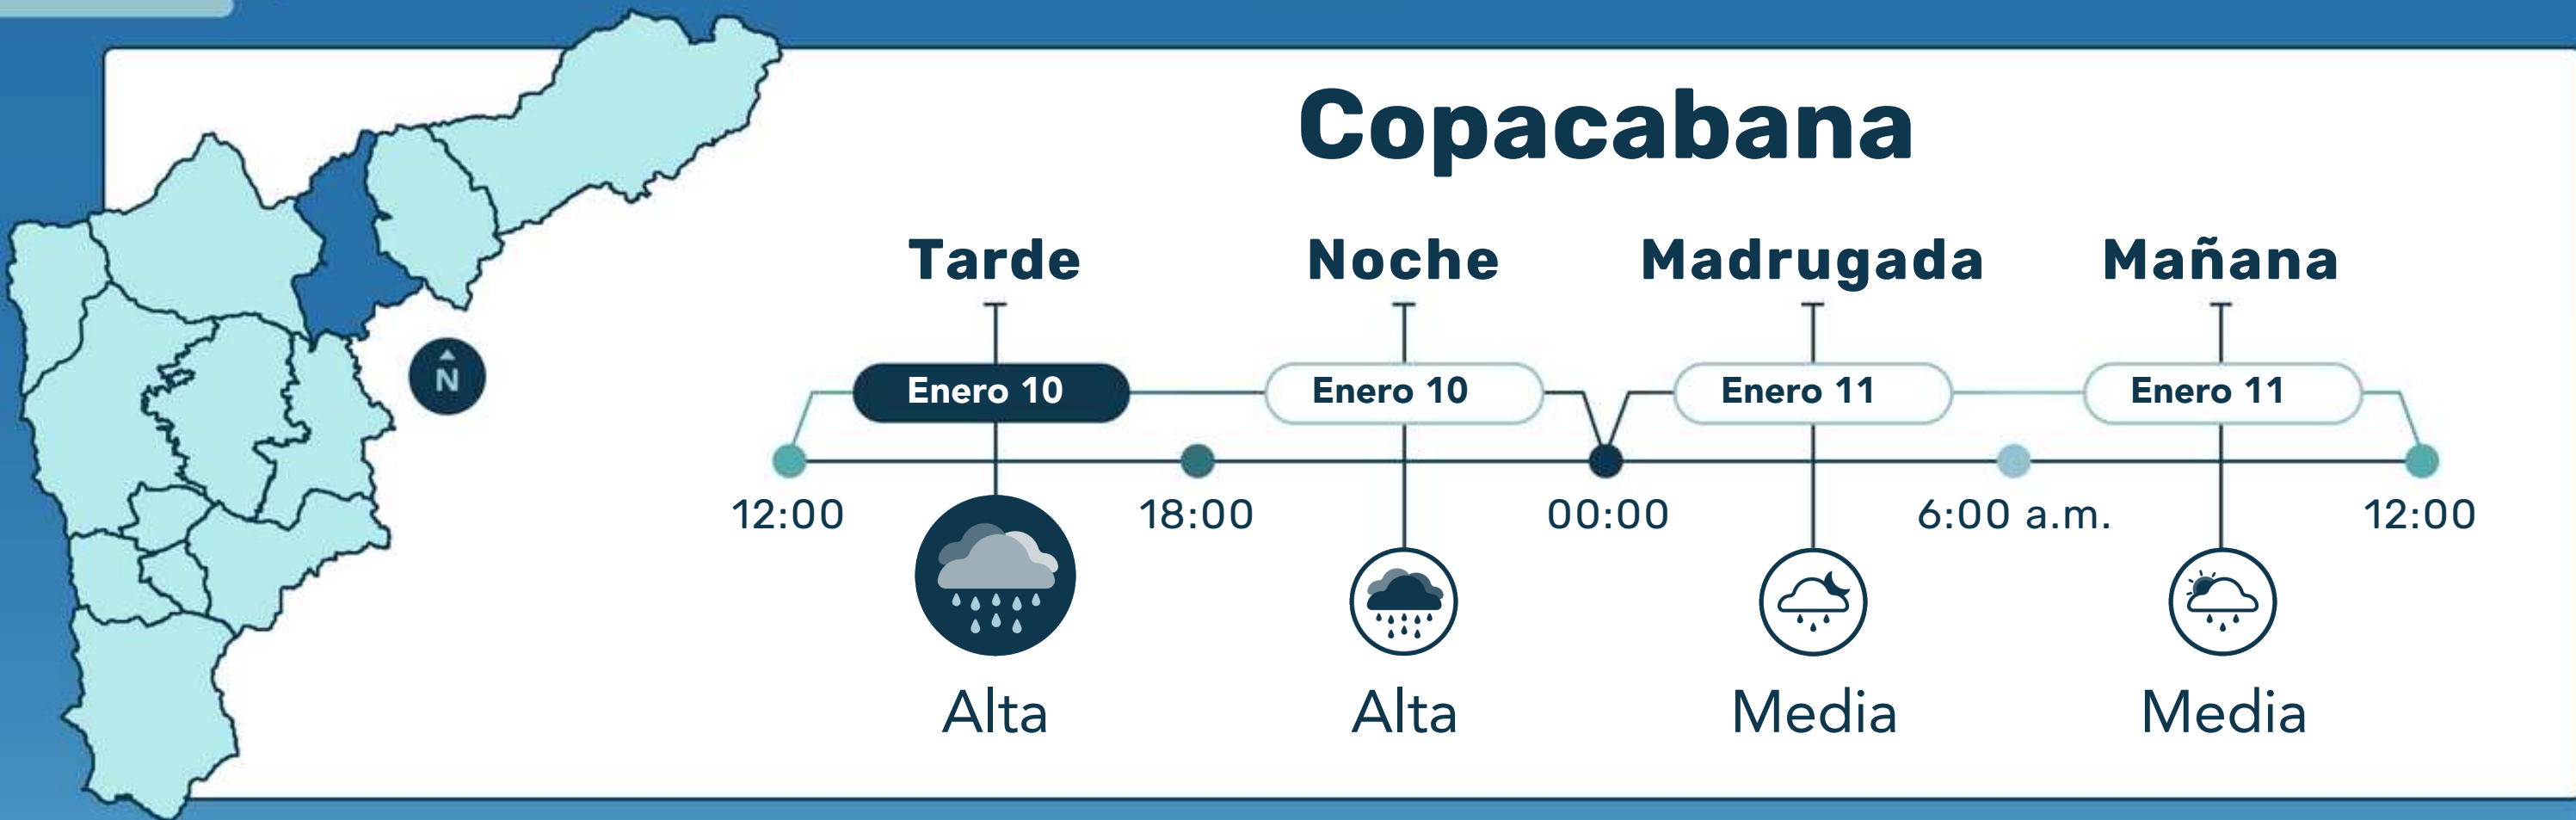 Copacabana
Tarde Noche Madrugada Mañana
N
Enero 10 Enero 10 Enero 11 Enero 11
12:00 18:00 00:00 6:00 a.m. 12:00
Alta Alta Media Media